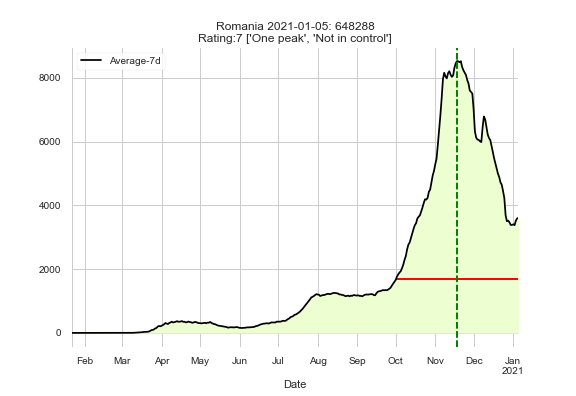 Romania 2021-01-05: 648288
Rating:7 ['One peak', 'Not in control']
Average-7d
8000
6000
4000
2000
0
Feb Mar Apr May Jun Jul Aug Sep Oct Nov Dec Jan
2021
Date